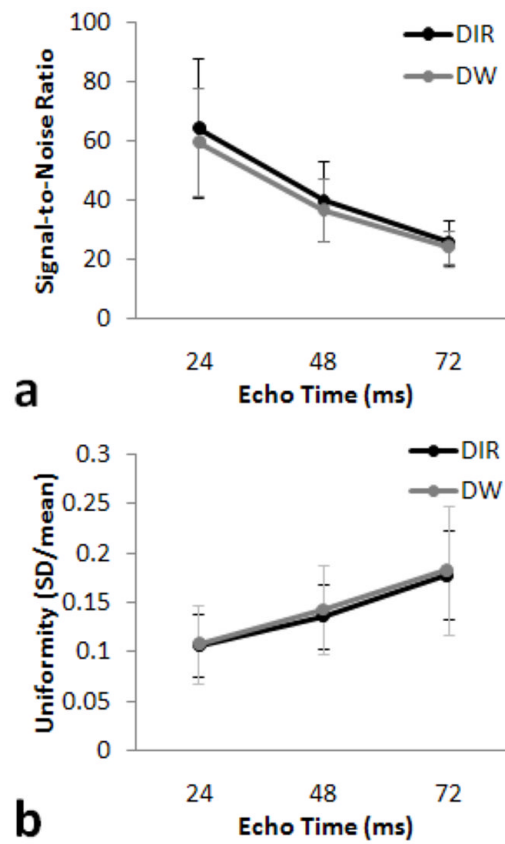 100
80
60
40
20
0
Signal-to-Noise Ratio
DIR
DW
24 48 72
Echo Time (ms)
a
0.3
0.25
0.2
0.15
0.1
0.05
0
Uniformity (SD/mean)
DIR
DW
24 48 72
Echo Time (ms)
b